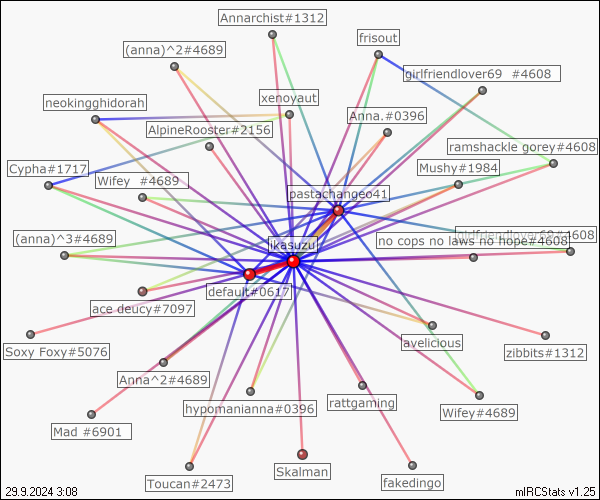 Annarchist#1312
frisout
(anna)^2#4689
girlfriendlover69 #4608
xenoyaut
neokingghidorah
Anna.#0396
AlpineRooster#2156
ramshackle gorey#4608
Cypha#1717
Wifey #4689
Mushy#1984
pastachangeo41
(anna)^3#4689
jkasuzu
girlfriendlover69#4608
no cops no laws no hope#4608
default#0617
ace deucy#7097
avelicious
Soxy Foxy#5076
zibbits#1312
Anna^2#4689
hypomanianna#0396
rattgaming
Wifey#4689
Mad #6901
Skalman
Toucan#2473
fakedingo
29.9.2024 3:08
mIRCStats v1.25